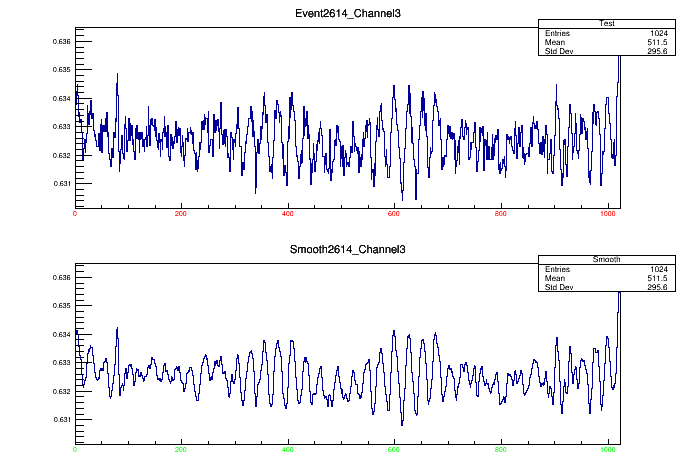 Event2614_Channel3
Test
Entries 1024
Mean 511.5
Std Dev 295.6
0.636
0.635
0.634
0.633
0.632
0.631
0 200 400 600 800 1000
Smooth2614_Channel3
Smooth
Entries 1024
Mean 511.5
Std Dev 295.6
0.636
0.635
0.634
0.633
0.632
0.631
0 200 400 600 800 1000